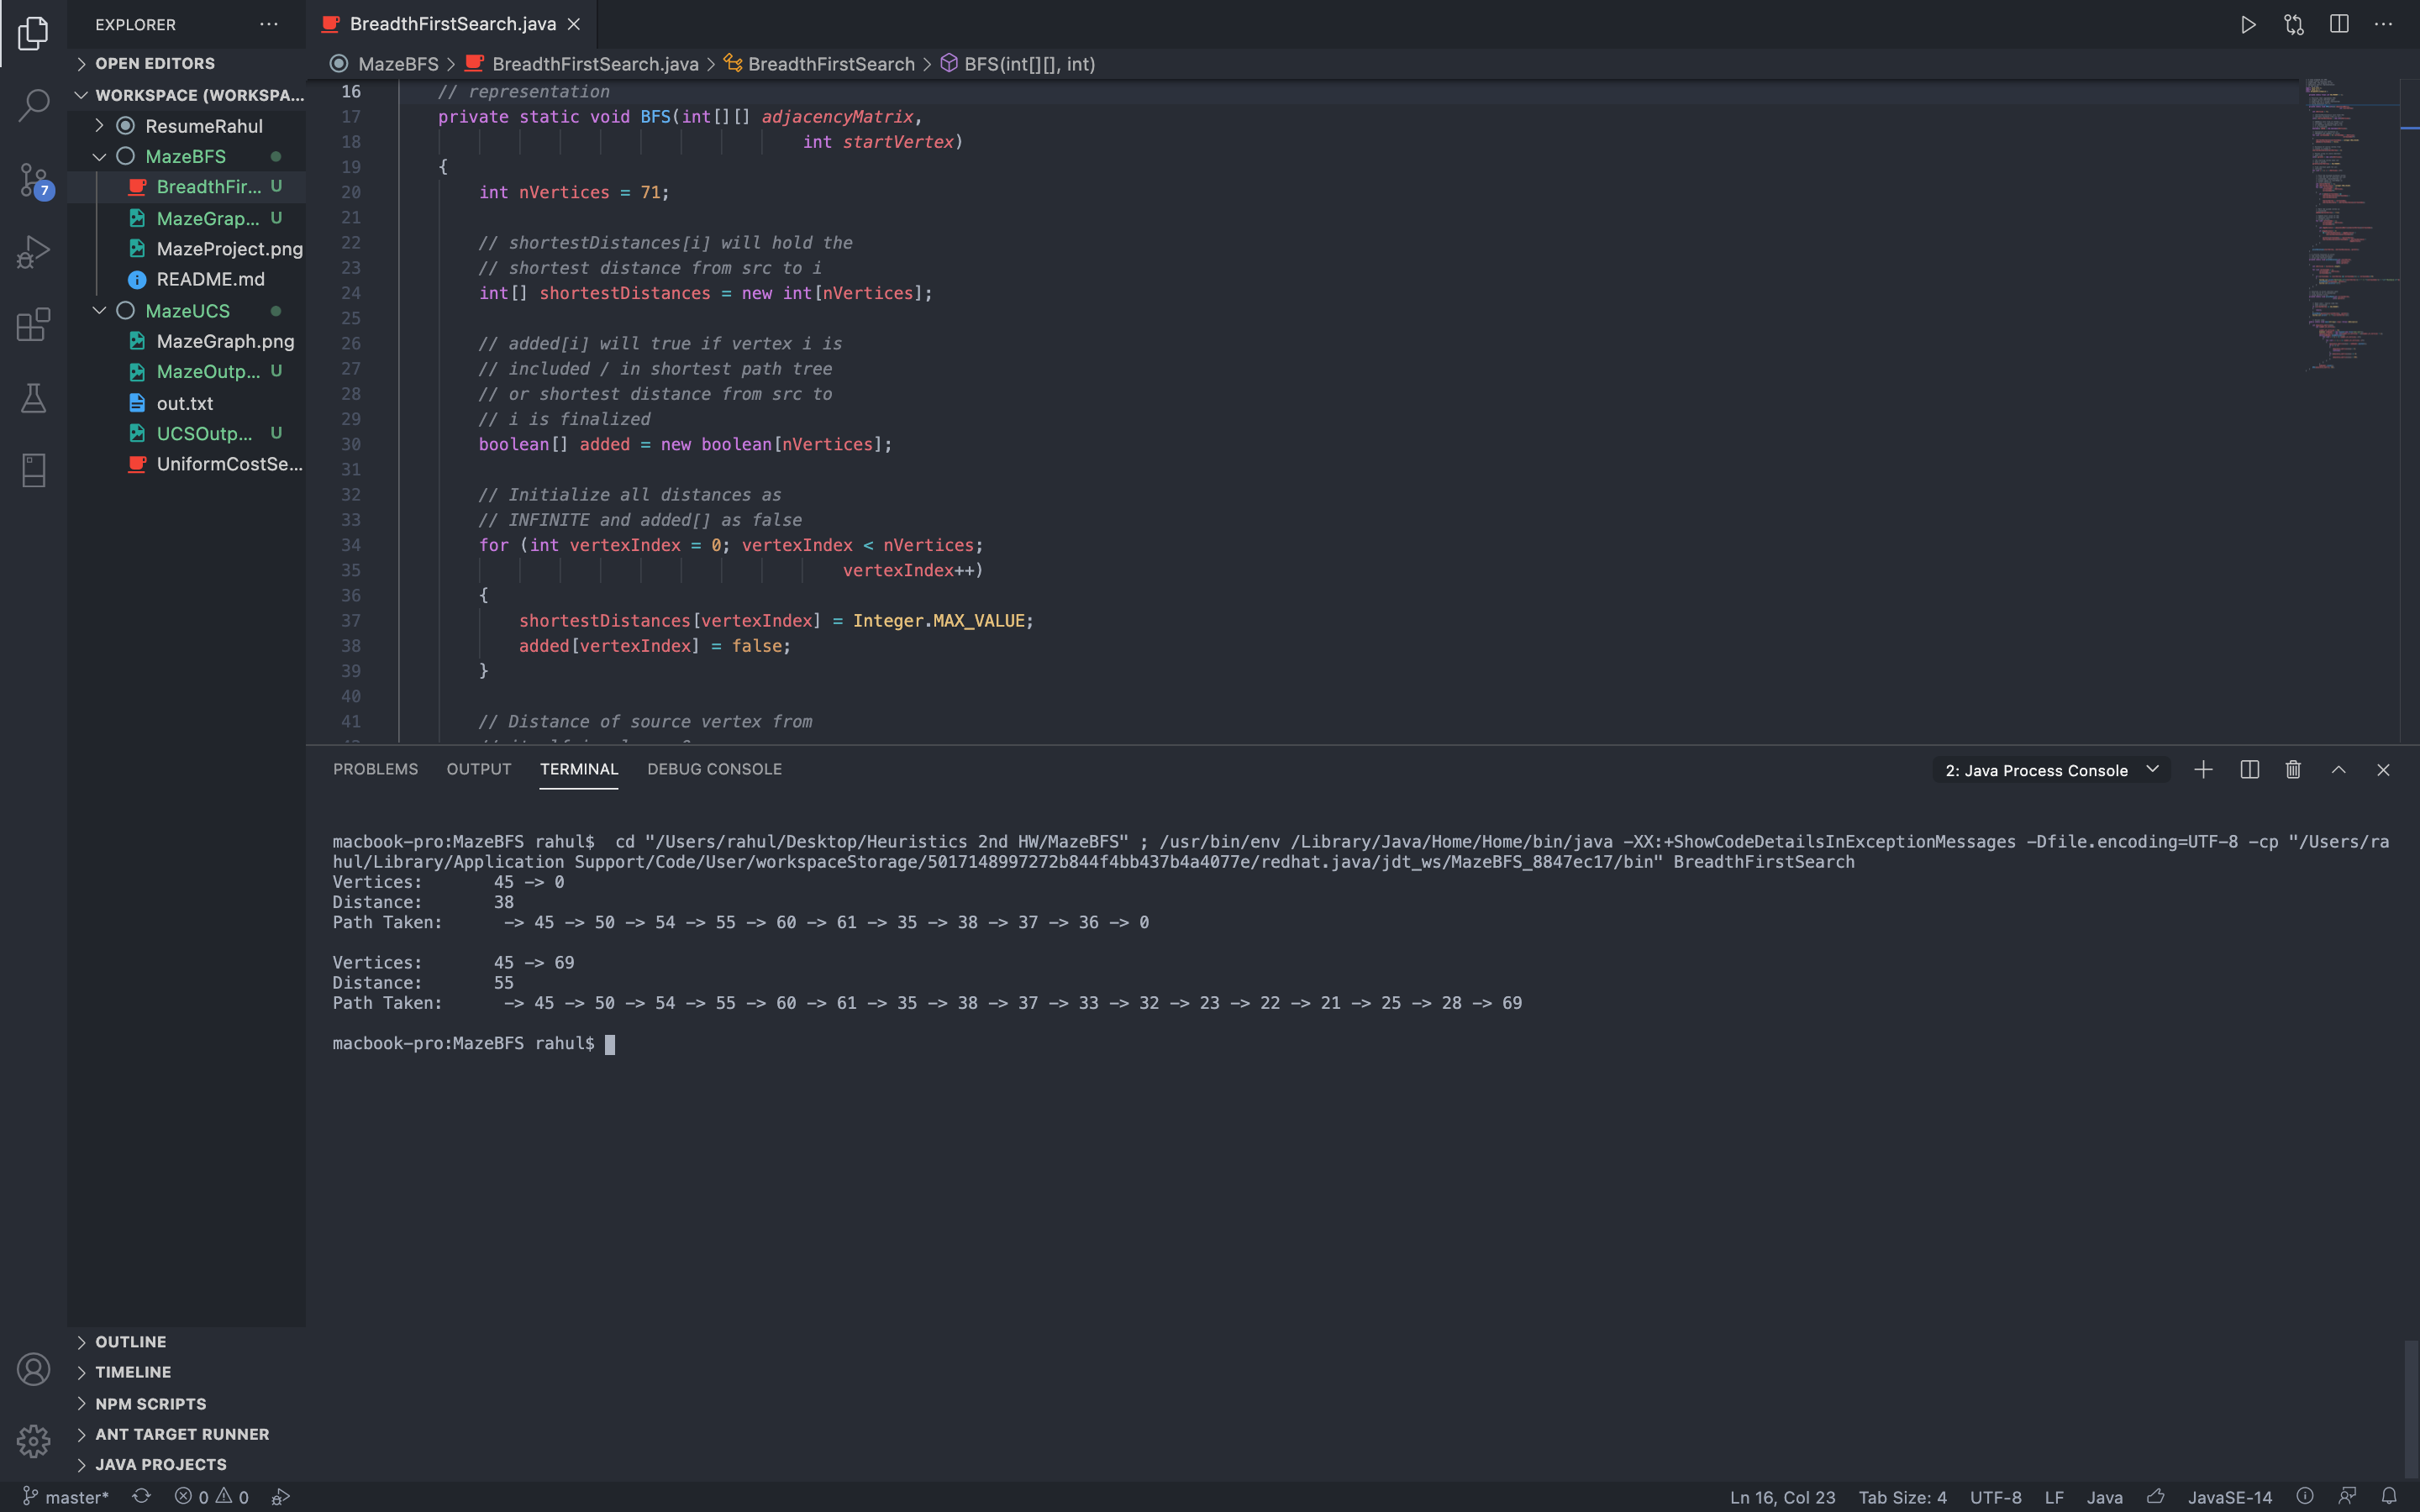 EXPLORER
OPEN EDITORS
WORKSPACE (WORKSPA...
ResumeRahul
MazeBFS
BreadthFir... U
MazeGrap... U
MazeProject.png
README.md
MazeUCS
MazeGraph.png
MazeOutp... U
out.txt
UCSOutp... U
UniformCostSe...
7
OUTLINE
TIMELINE
NPM SCRIPTS
ANT TARGET RUNNER
JAVA PROJECTS
BreadthFirstSearch.java
MazeBFS > BreadthFirstSearch.java > BreadthFirstSearch > BFS(int[][], int)
16 // representation
17 private static void BFS(int[][] adjacencyMatrix,
18 int startVertex)
19 {
20 int nVertices = 71;
21
22 // shortestDistances[i] will hold the
23 // shortest distance from src to i
24 int[] shortestDistances = new int[nVertices];
25
26 // added[i] will true if vertex i is
27 // included / in shortest path tree
28 // or shortest distance from src to
29 // i is finalized
30 boolean[] added = new boolean[nVertices];
31
32 // Initialize all distances as
33 // INFINITE and added[] as false
34 for (int vertexIndex = 0; vertexIndex < nVertices;
35 vertexIndex++)
36 {
37 shortestDistances[vertexIndex] = Integer.MAX_VALUE;
38 added[vertexIndex] = false;
39 }
40
41 // Distance of source vertex from
PROBLEMS OUTPUT TERMINAL DEBUG CONSOLE
2: Java Process Console
macbook-pro:MazeBFS rahul$ cd "/Users/rahul/Desktop/Heuristics 2nd HW/MazeBFS" ; /usr/bin/env /Library/Java/Home/Home/bin/java -XX:+ShowCodeDetailsInExceptionMessages -Dfile.encoding=UTF-8 -cp "/Users/ra
hul/Library/Application Support/Code/User/workspaceStorage/5017148997272b844f4bb437b4a4077e/redhat.java/jdt_ws/MazeBFS_8847ec17/bin" BreadthFirstSearch
Vertices: 45 -> 0
Distance: 38
Path Taken: -> 45 -> 50 -> 54 -> 55 -> 60 -> 61 -> 35 -> 38 -> 37 -> 36 -> 0
Vertices: 45 -> 69
Distance: 55
Path Taken: -> 45 -> 50 -> 54 -> 55 -> 60 -> 61 -> 35 -> 38 -> 37 -> 33 -> 32 -> 23 -> 22 -> 21 -> 25 -> 28 -> 69
macbook-pro:MazeBFS rahul$
master* 0 0 Ln 16, Col 23 Tab Size: 4 UTF-8 LF Java JavaSE-14